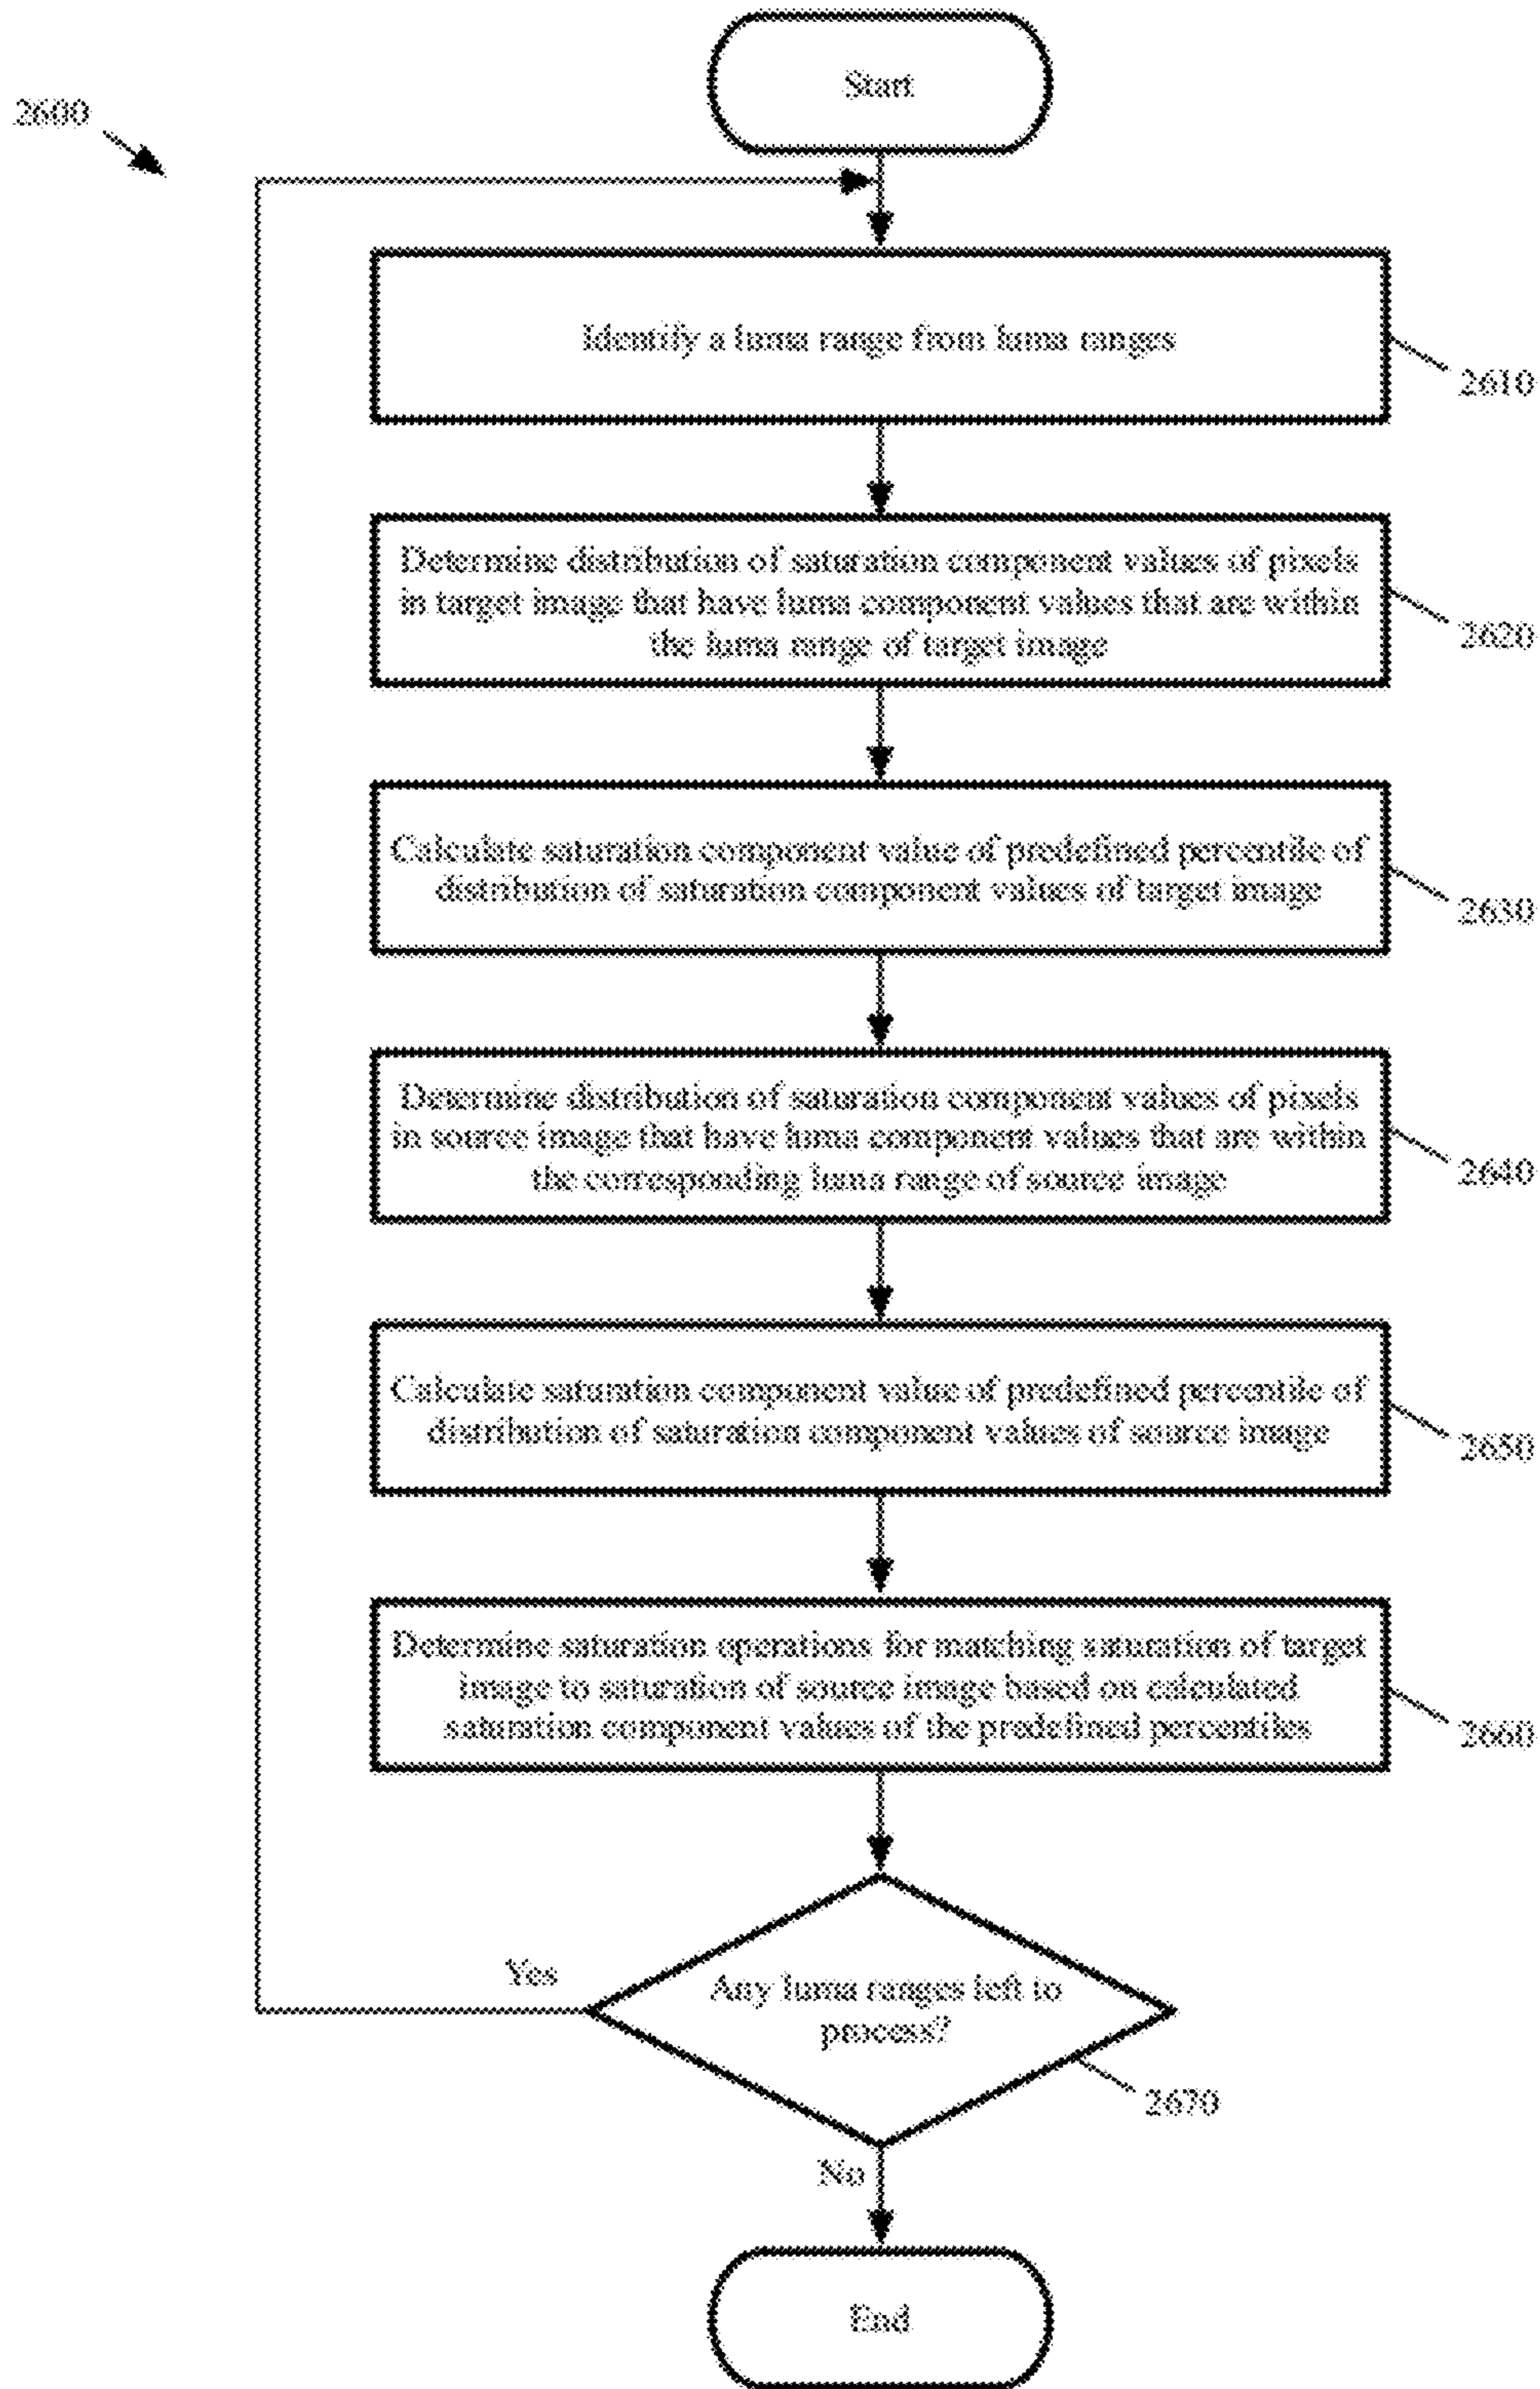 Start
2600
Identify a luma range from luma ranges
2610
Determine distribution of saturation component values of pixels
in target image that have luma component values that are within
the luma range of target image
2620
Calculate saturation component value of predefined percentile of
distribution of saturation component values of target image
2630
Determine distribution of saturation component values of pixels
in source image that have luma component values that are within
the corresponding luma range of source image
2640
Calculate saturation component value of predefined percentile of
distribution of saturation component values of source image
2650
Determine saturation operations for matching saturation of target
image to saturation of source image based on calculated
saturation component values of the predefined percentiles
2660
Yes
Any luma ranges left to
process?
2670
No
End